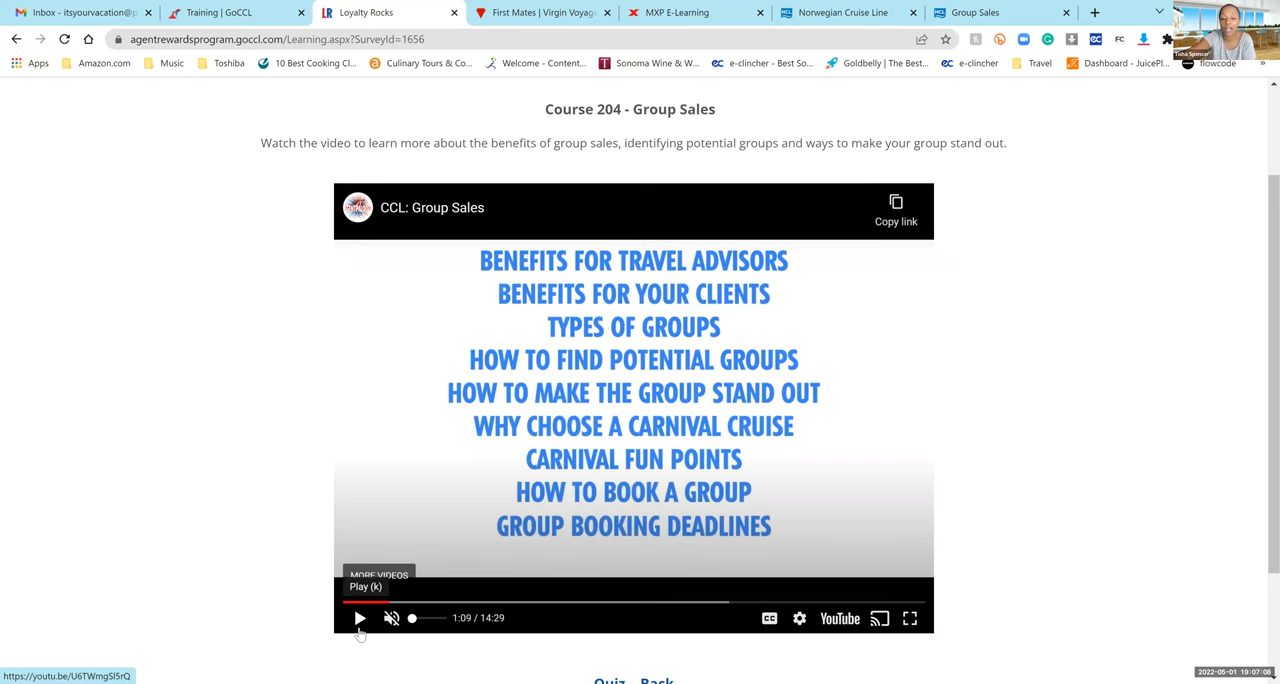 Inbox - itsyourvacation@p
Training | GoCCL
Loyalty Rocks
First Mates | Virgin Voyag
MXP E-Learning
Norwegian Cruise Line
Group Sales
agentrewardsprogram.goccl.com/Learning.aspx?SurveyId=1656
Tisha Spencer
Apps
Amazon.com
Music
Toshiba
10 Best Cooking Cl...
Culinary Tours & Co...
Welcome - Content...
Sonoma Wine & W...
e-clincher - Best So...
Goldbelly | The Best...
e-clincher
Travel
Dashboard - JuicePl...
flowcode
Course 204 - Group Sales
Watch the video to learn more about the benefits of group sales, identifying potential groups and ways to make your group stand out.
CCL: Group Sales
Copy link
BENEFITS FOR TRAVEL ADVISORS
BENEFITS FOR YOUR CLIENTS
TYPES OF GROUPS
HOW TO FIND POTENTIAL GROUPS
HOW TO MAKE THE GROUP STAND OUT
WHY CHOOSE A CARNIVAL CRUISE
CARNIVAL FUN POINTS
HOW TO BOOK A GROUP
GROUP BOOKING DEADLINES
MORE VIDEOS
Play (k)
1:09 / 14:29
CC
YouTube
https://youtu.be/U6TWmgSl5rQ
Quiz
Back
2022-05-01 19:07:08